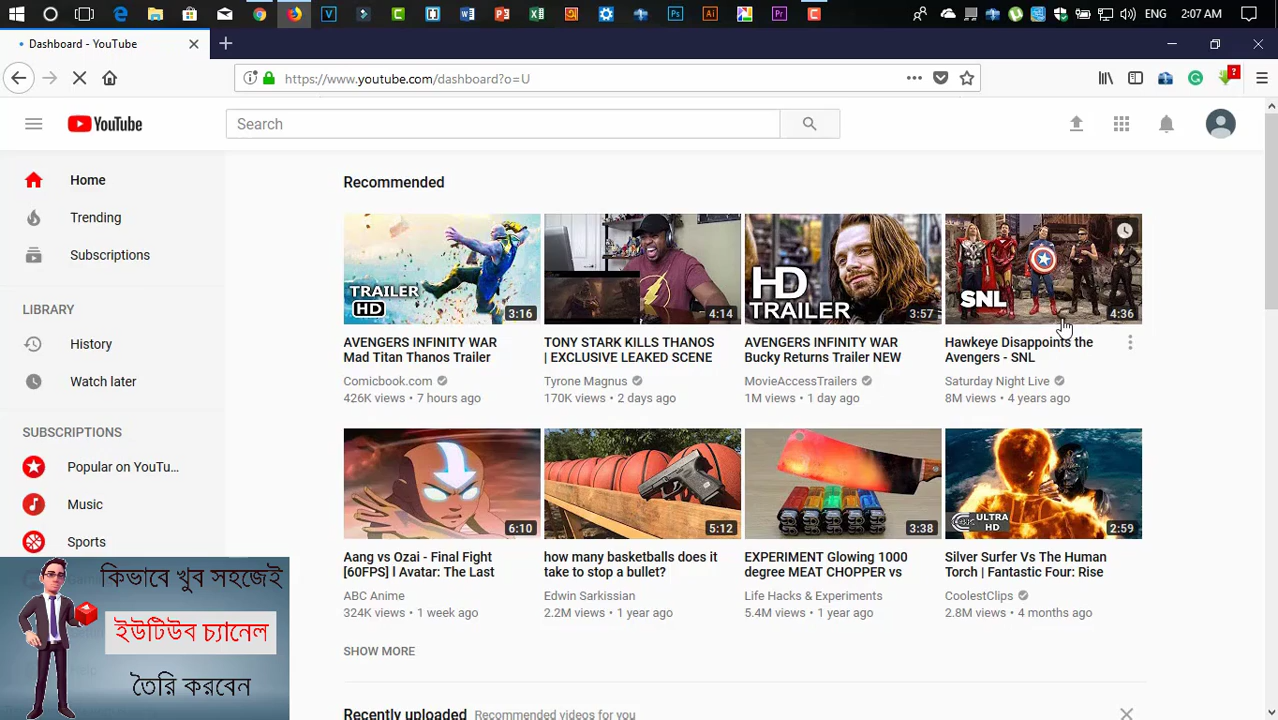 ENG 2:07 AM
Dashboard - YouTube
https://www.youtube.com/dashboard?o=U
YouTube
Search
Home
Trending
Subscriptions
LIBRARY
History
Watch later
SUBSCRIPTIONS
Popular on YouTu...
Music
Sports
Recommended
TRAILER
HD
3:16
4:14
HD
TRAILER
3:57
SNL
4:36
AVENGERS INFINITY WAR
Mad Titan Thanos Trailer
Comicbook.com
426K views • 7 hours ago
TONY STARK KILLS THANOS
| EXCLUSIVE LEAKED SCENE
Tyrone Magnus
170K views • 2 days ago
AVENGERS INFINITY WAR
Bucky Returns Trailer NEW
MovieAccessTrailers
1M views • 1 day ago
Hawkeye Disappoints the
Avengers - SNL
Saturday Night Live
8M views • 4 years ago
6:10
5:12
3:38
ULTRA
HD
2:59
Aang vs Ozai - Final Fight
[60FPS] l Avatar: The Last
ABC Anime
324K views • 1 week ago
how many basketballs does it
take to stop a bullet?
Edwin Sarkissian
2.2M views • 1 year ago
EXPERIMENT Glowing 1000
degree MEAT CHOPPER vs
Life Hacks & Experiments
5.4M views • 1 year ago
Silver Surfer Vs The Human
Torch | Fantastic Four: Rise
CoolestClips
2.8M views • 4 months ago
SHOW MORE
Recently uploaded Recommended videos for you
কিভাবে খুব সহজেই
ইউটিউব চ্যানেল
তৈরি করবেন